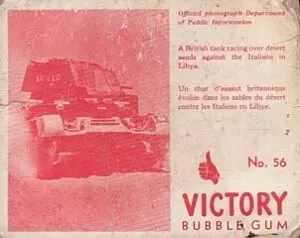 Official photograph Department
of Public Information
A British tank racing over desert
sands against the Italians in
Libya.
Un char d'assaut britannique
évolue dans les sables du désert
contre les Italiens en Libye.
No. 56
VICTORY
BUBBLE GUM